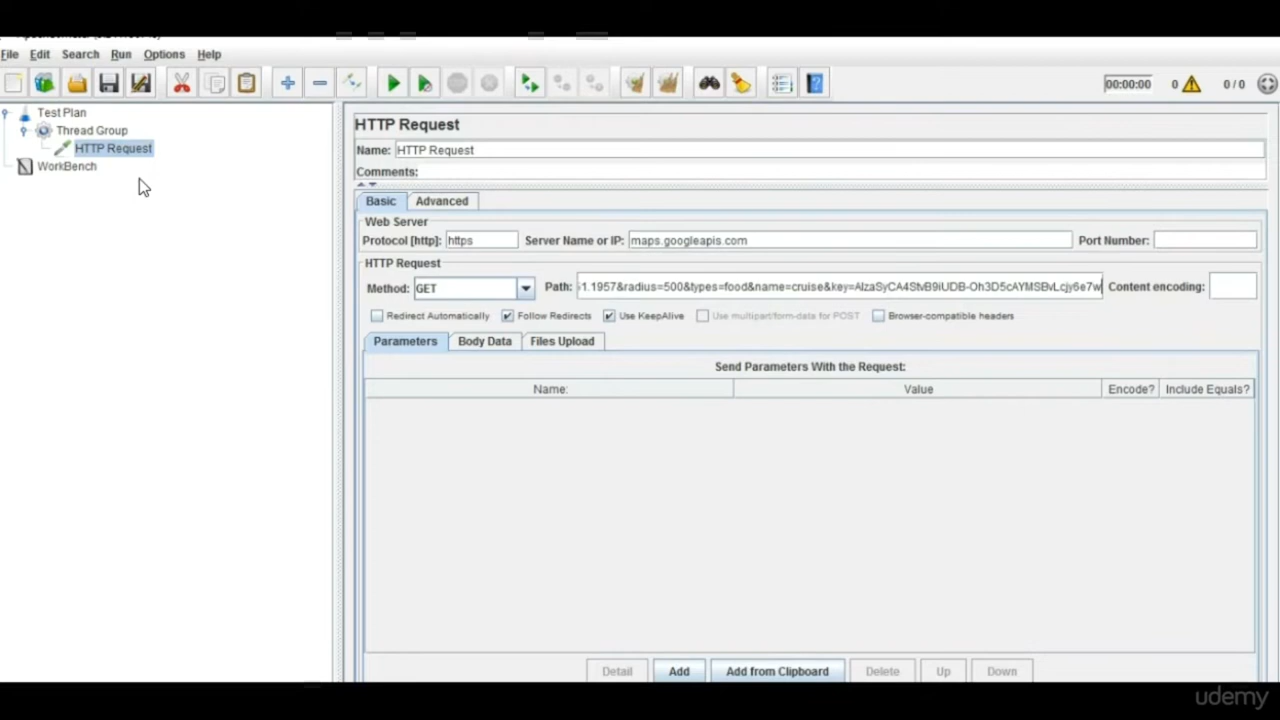 File Edit Search Run Options Help
00:00:00 0 0 / 0
Test Plan
Thread Group
HTTP Request
WorkBench
HTTP Request
Name: HTTP Request
Comments:
Basic Advanced
Web Server
Protocol [http]: https Server Name or IP: maps.googleapis.com Port Number:
HTTP Request
Method: GET Path: 1.1957&radius=500&types=food&name=cruise&key= Content encoding:
Redirect Automatically Follow Redirects Use KeepAlive Use multipart/form-data for POST Browser-compatible headers
Parameters Body Data Files Upload
Send Parameters With the Request:
Name: Value Encode? Include Equals?
Detail Add Add from Clipboard Delete Up Down
udemy